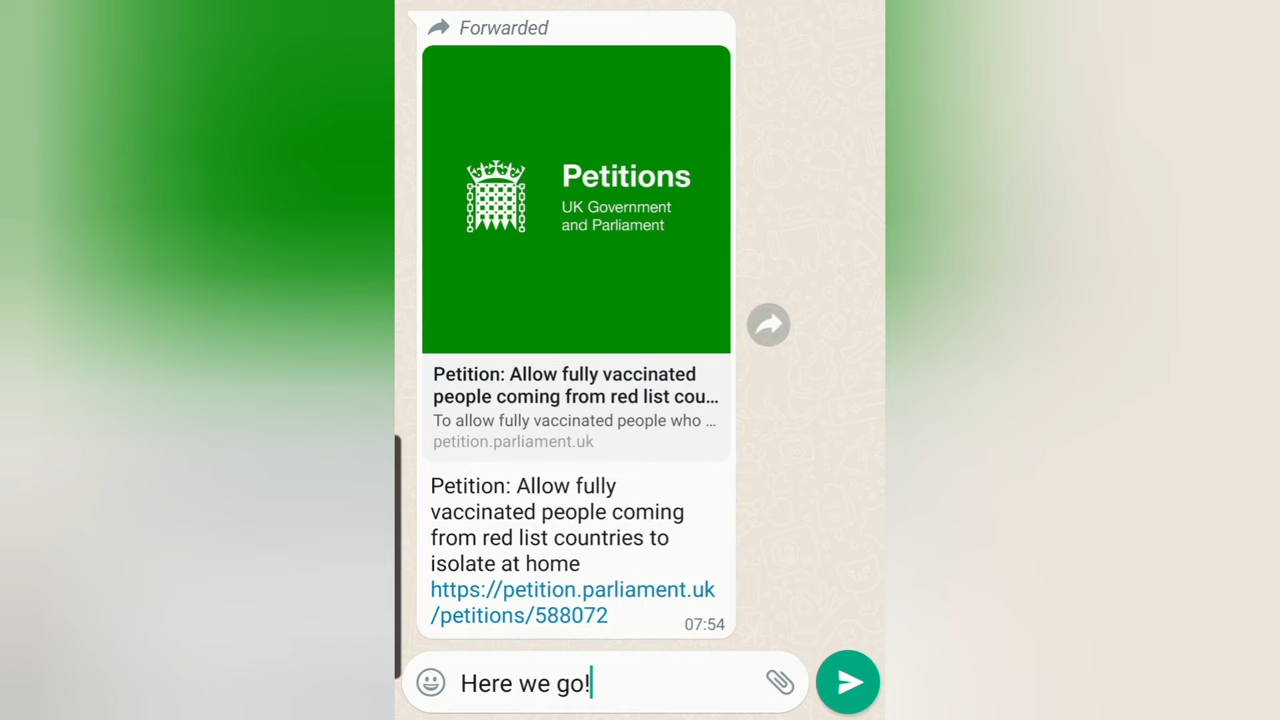 Forwarded
Petitions
UK Government
and Parliament
Petition: Allow fully vaccinated
people coming from red list cou...
To allow fully vaccinated people who ...
petition.parliament.uk
Petition: Allow fully
vaccinated people coming
from red list countries to
isolate at home
https://petition.parliament.uk
/petitions/588072
07:54
Here we go!